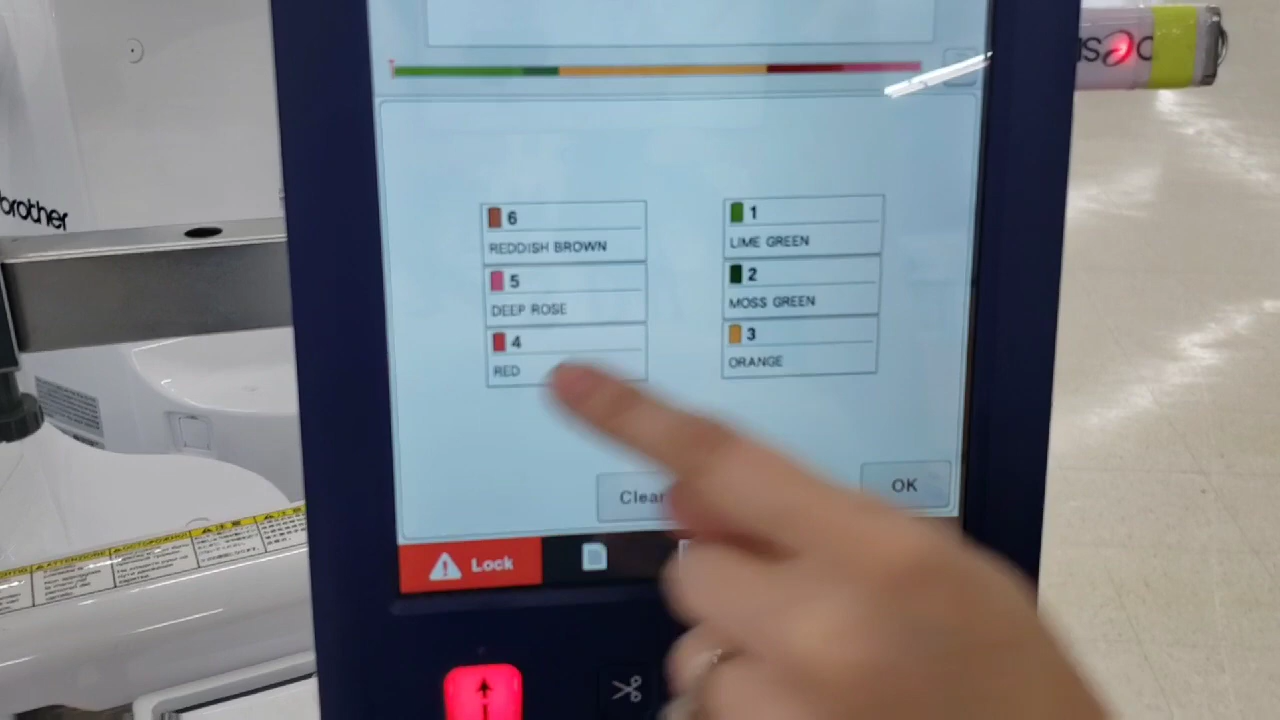 brother
6
REDDISH BROWN
5
DEEP ROSE
4
RED
1
LIME GREEN
2
MOSS GREEN
3
ORANGE
Clear
OK
Lock